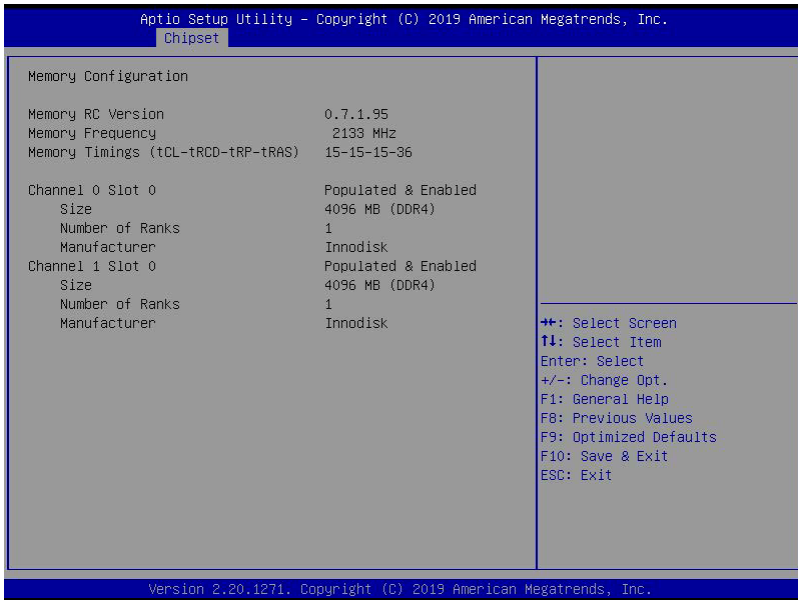 Aptio Setup Utility – Copyright (C) 2019 American Megatrends, Inc.
Chipset
Memory Configuration
Memory RC Version 0.7.1.95
Memory Frequency 2133 MHz
Memory Timings (tCL-tRCD-tRP-tRAS) 15-15-15-36
Channel 0 Slot 0 Populated & Enabled
Size 4096 MB (DDR4)
Number of Ranks 1
Manufacturer Innodisk
Channel 1 Slot 0 Populated & Enabled
Size 4096 MB (DDR4)
Number of Ranks 1
Manufacturer Innodisk
→←: Select Screen
↑↓: Select Item
Enter: Select
+/-: Change Opt.
F1: General Help
F8: Previous Values
F9: Optimized Defaults
F10: Save & Exit
ESC: Exit
Version 2.20.1271. Copyright (C) 2019 American Megatrends, Inc.